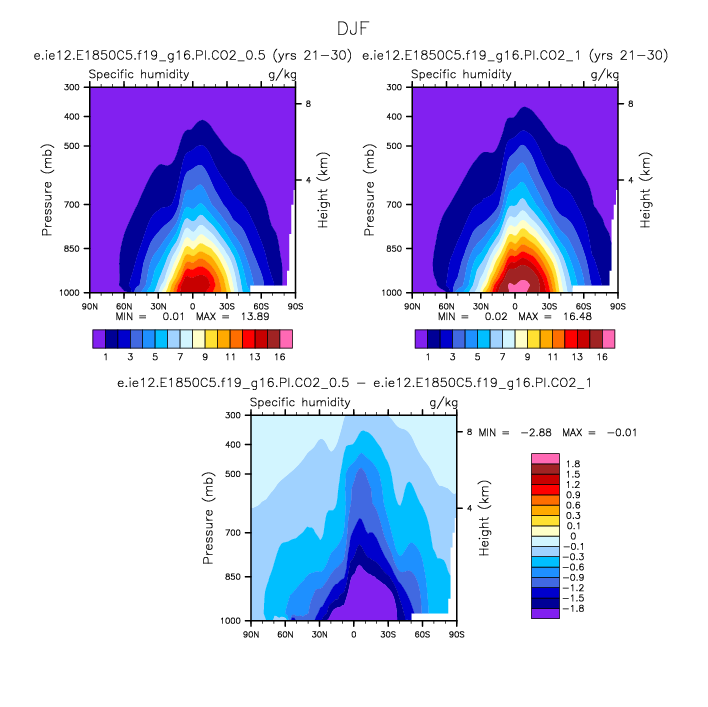 DJF
e.ie12.E1850C5.f19_g16.PI.CO2_0.5 (yrs 21-30)
Specific humidity g/kg
300
400
500
700
850
1000
Pressure (mb)
8
4
Height (km)
90N 60N 30N 0 30S 60S 90S
MIN = 0.01 MAX = 13.89
1 3 5 7 9 11 13 16
e.ie12.E1850C5.f19_g16.PI.CO2_1 (yrs 21-30)
Specific humidity g/kg
300
400
500
700
850
1000
Pressure (mb)
8
4
Height (km)
90N 60N 30N 0 30S 60S 90S
MIN = 0.02 MAX = 16.48
1 3 5 7 9 11 13 16
e.ie12.E1850C5.f19_g16.PI.CO2_0.5 - e.ie12.E1850C5.f19_g16.PI.CO2_1
Specific humidity g/kg
300
400
500
700
850
1000
Pressure (mb)
8
4
Height (km)
90N 60N 30N 0 30S 60S 90S
MIN = -2.88 MAX = -0.01
1.8
1.5
1.2
0.9
0.6
0.3
0.1
0
-0.1
-0.3
-0.6
-0.9
-1.2
-1.5
-1.8